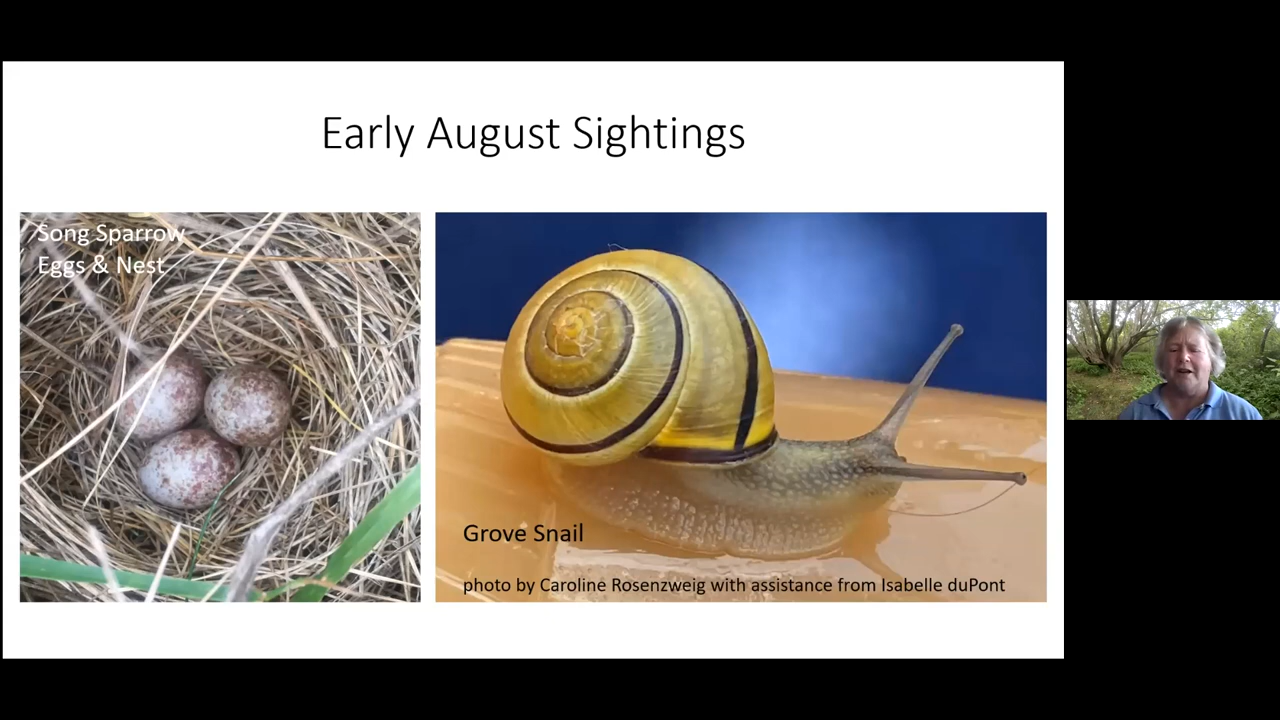 Early August Sightings
Song Sparrow
Eggs & Nest
Grove Snail
photo by Caroline Rosenzweig with assistance from Isabelle duPont